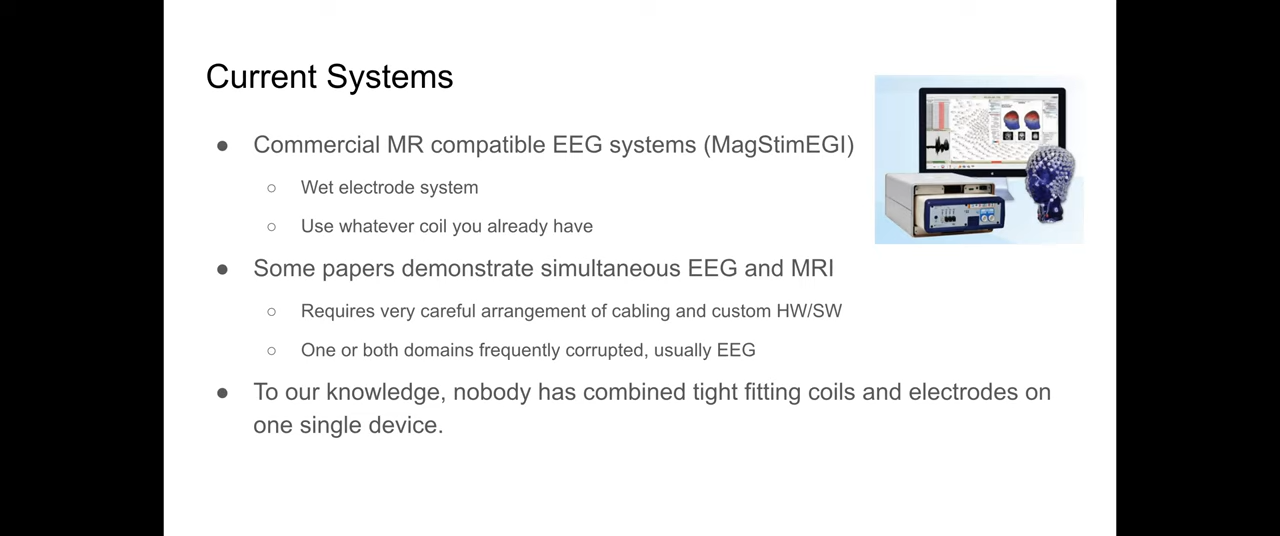 Current Systems
● Commercial MR compatible EEG systems (MagStimEGI)
○ Wet electrode system
○ Use whatever coil you already have
● Some papers demonstrate simultaneous EEG and MRI
○ Requires very careful arrangement of cabling and custom HW/SW
○ One or both domains frequently corrupted, usually EEG
● To our knowledge, nobody has combined tight fitting coils and electrodes on
one single device.